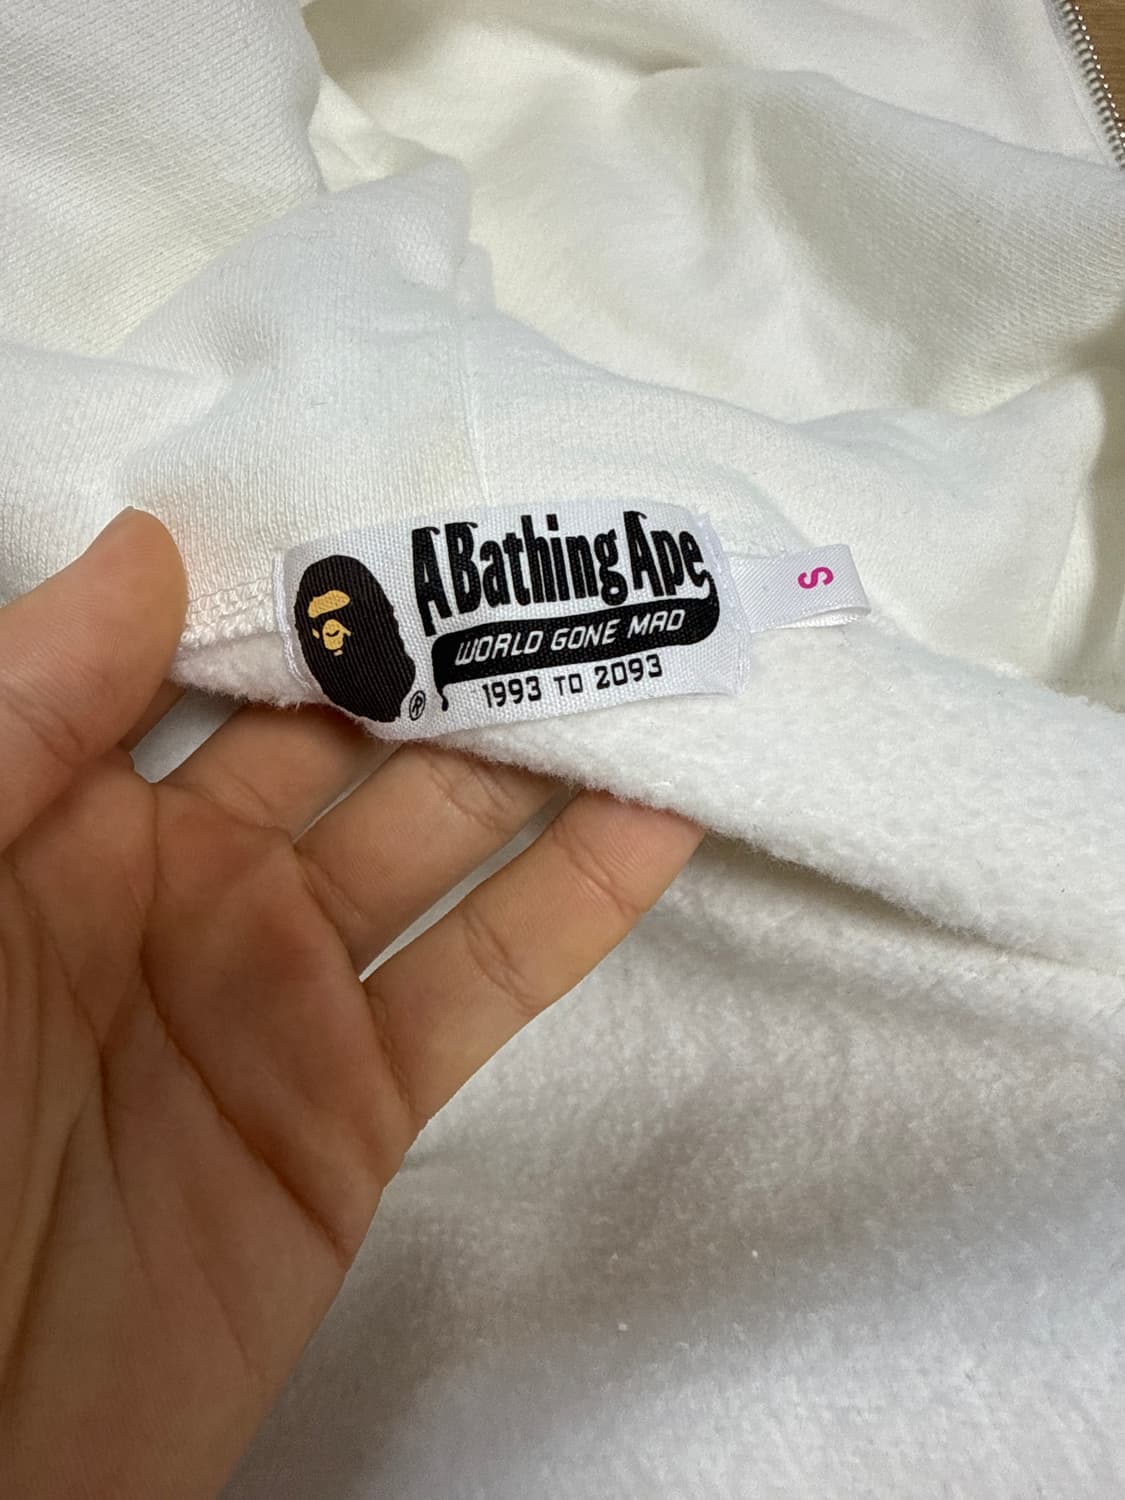 A Bathing Ape
WORLD GONE MAD
1993 TO 2093
®
S